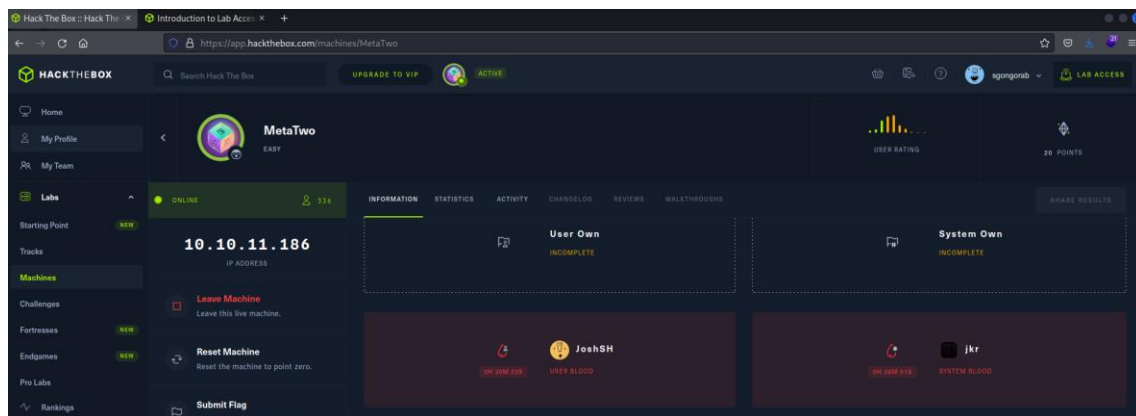 Hack The Box :: Hack The
Introduction to Lab Acces
https://app.hackthebox.com/machines/MetaTwo
21
HACKTHEBOX
Search Hack The Box
UPGRADE TO VIP
ACTIVE
sgongorab
LAB ACCESS
Home
My Profile
My Team
MetaTwo
EASY
USER RATING
20 POINTS
Labs
ONLINE
336
INFORMATION
STATISTICS
ACTIVITY
CHANGELOG
REVIEWS
WALKTHROUGHS
SHARE RESULTS
Starting Point
NEW
Tracks
Machines
Challenges
Fortresses
NEW
Endgames
NEW
Pro Labs
Rankings
10.10.11.186
IP ADDRESS
Leave Machine
Leave this live machine.
Reset Machine
Reset the machine to point zero.
Submit Flag
User Own
INCOMPLETE
System Own
INCOMPLETE
JoshSH
USER BLOOD
jkr
SYSTEM BLOOD